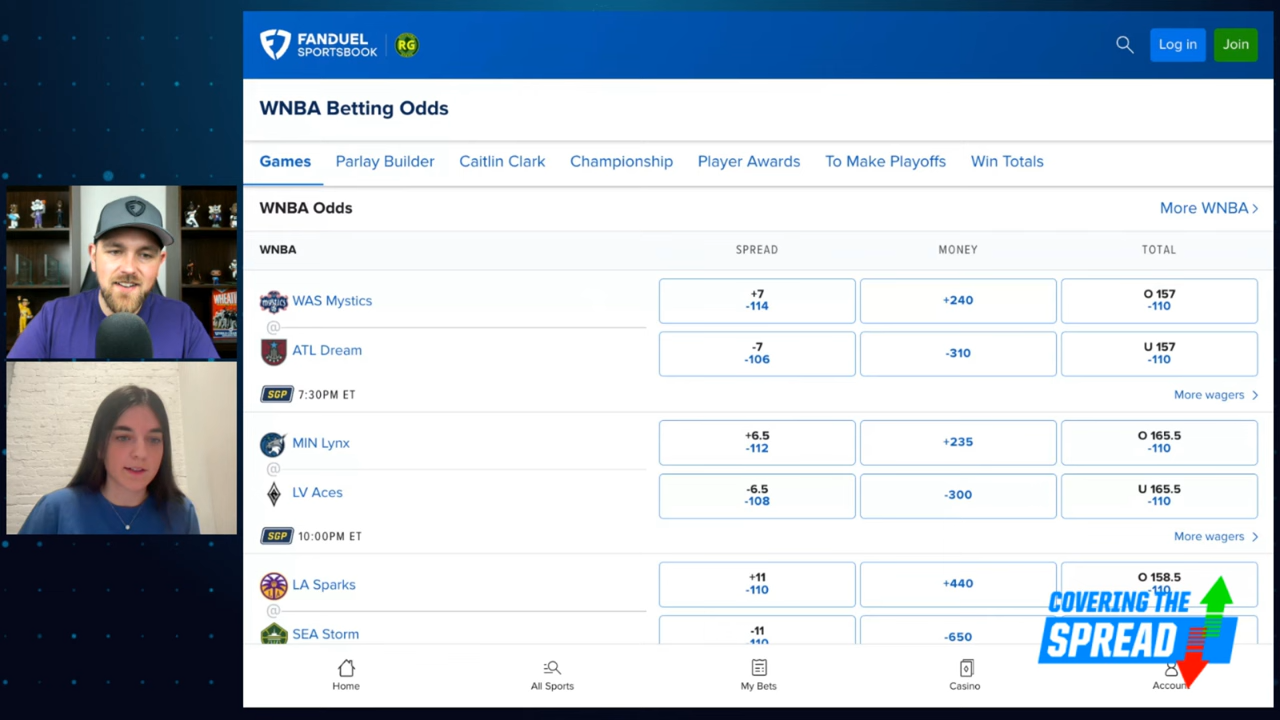 FANDUEL
SPORTSBOOK
RG
Log in
Join
WNBA Betting Odds
Games Parlay Builder Caitlin Clark Championship Player Awards To Make Playoffs Win Totals
WNBA Odds
More WNBA >
WNBA SPREAD MONEY TOTAL
WAS Mystics
+7
-114
+240
O 157
-110
@
ATL Dream
-7
-106
-310
U 157
-110
SGP 7:30PM ET
More wagers >
MIN Lynx
+6.5
-112
+235
O 165.5
-110
@
LV Aces
-6.5
-108
-300
U 165.5
-110
SGP 10:00PM ET
More wagers >
LA Sparks
+11
-110
+440
O 158.5
-110
@
SEA Storm
-11
-110
-650
COVERING THE
SPREAD
Home
All Sports
My Bets
Casino
Account
WHEATIES